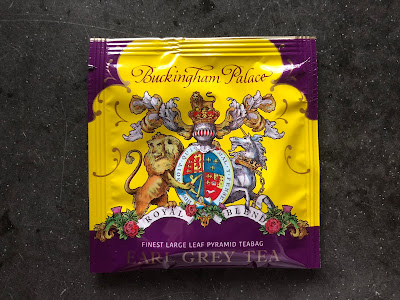 Buckingham Palace
ROYAL BLEND
FINEST LARGE LEAF PYRAMID TEABAG
EARL GREY TEA